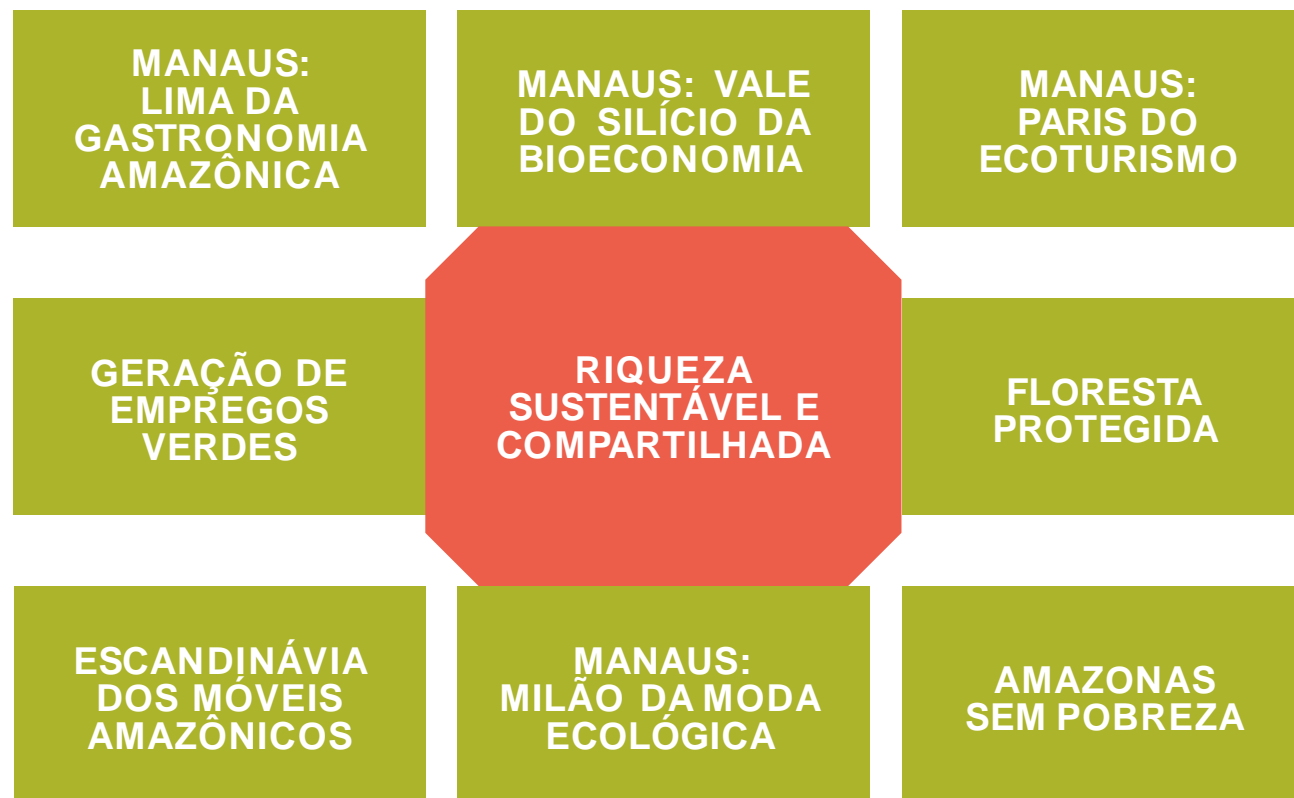 MANAUS:
LIMA DA
GASTRONOMIA
AMAZÔNICA
MANAUS: VALE
DO SILÍCIO DA
BIOECONOMIA
MANAUS:
PARIS DO
ECOTURISMO
GERAÇÃO DE
EMPREGOS
VERDES
RIQUEZA
SUSTENTÁVEL E
COMPARTILHADA
FLORESTA
PROTEGIDA
ESCANDINÁVIA
DOS MÓVEIS
AMAZÔNICOS
MANAUS:
MILÃO DA MODA
ECOLÓGICA
AMAZONAS
SEM POBREZA